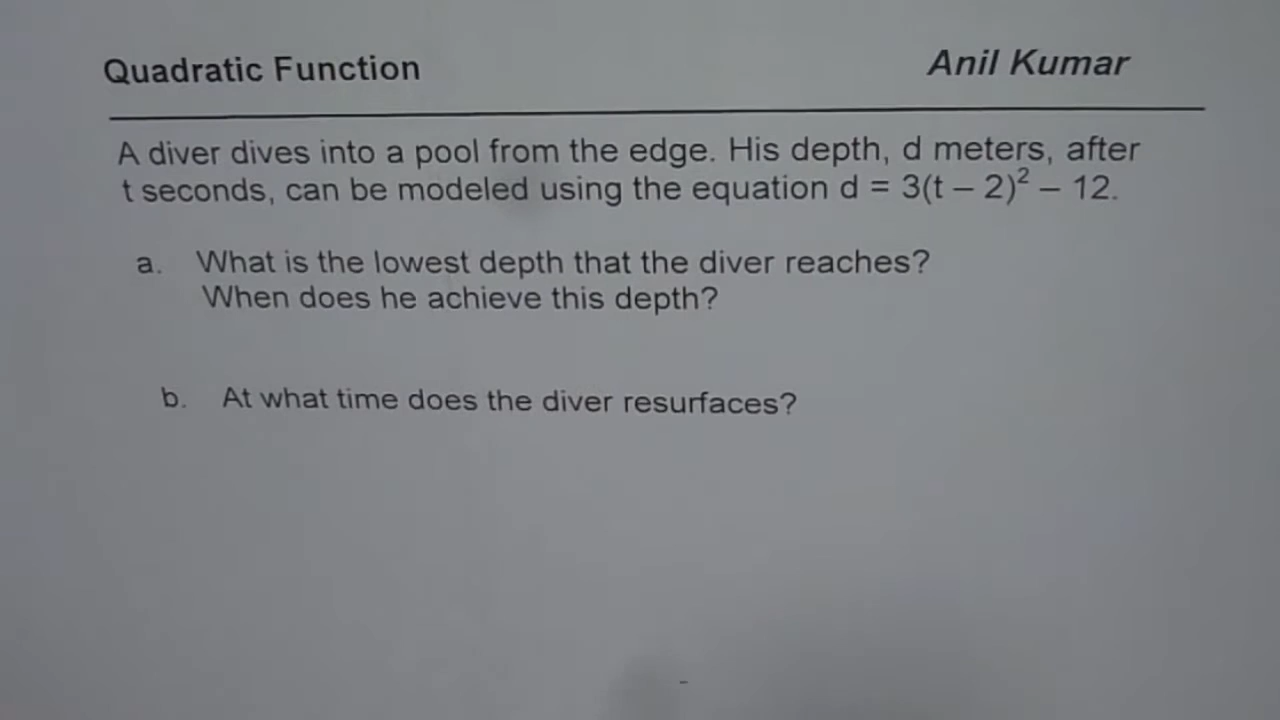 Quadratic Function
Anil Kumar
A diver dives into a pool from the edge. His depth, d meters, after
t seconds, can be modeled using the equation d = 3(t – 2)² – 12.
a. What is the lowest depth that the diver reaches?
When does he achieve this depth?
b. At what time does the diver resurfaces?